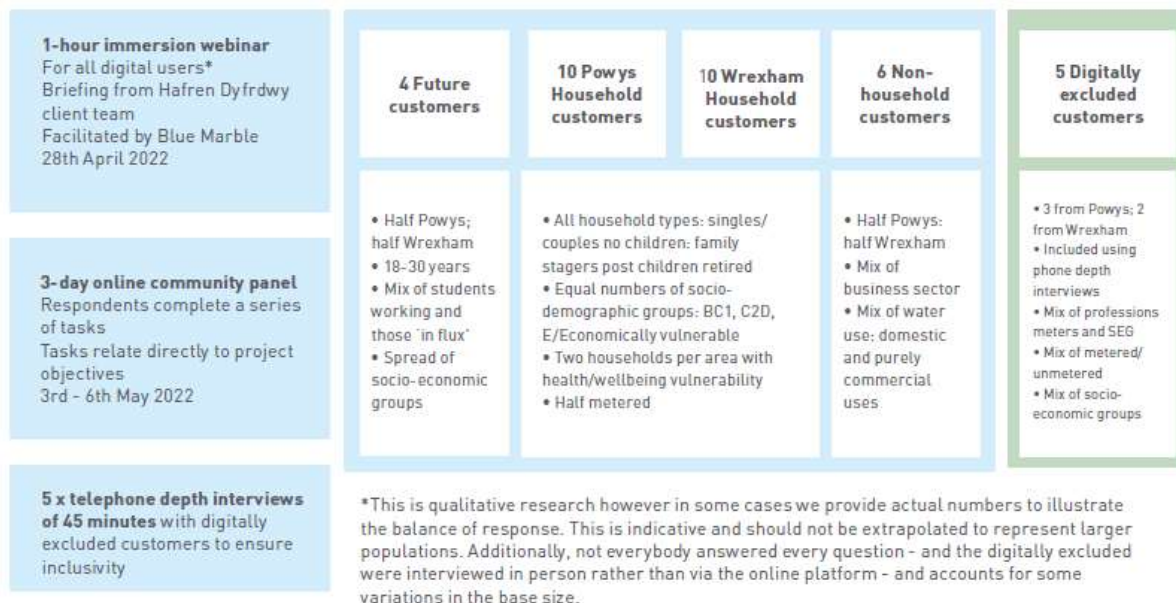 1-hour immersion webinar
For all digital users*
Briefing from Hafren Dyfrdwy
client team
Facilitated by Blue Marble
28th April 2022
3-day online community panel
Respondents complete a series
of tasks
Tasks relate directly to project
objectives
3rd - 6th May 2022
5 x telephone depth interviews
of 45 minutes with digitally
excluded customers to ensure
inclusivity
4 Future
customers
10 Powys
Household
customers
10 Wrexham
Household
customers
6 Non-
household
customers
5 Digitally
excluded
customers
• Half Powys;
half Wrexham
• 18-30 years
• Mix of students
working and
those ‘in flux’
• Spread of
socio-economic
groups
• All household types: singles/
couples no children: family
stagers post children retired
• Equal numbers of socio-
demographic groups: BC1, C2D,
E/Economically vulnerable
• Two households per area with
health/wellbeing vulnerability
• Half metered
• Half Powys:
half Wrexham
• Mix of
business sector
• Mix of water
use: domestic
and purely
commercial
uses
• 3 from Powys; 2
from Wrexham
• Included using
phone depth
interviews
• Mix of professions
meters and SEG
• Mix of metered/
unmetered
• Mix of socio-
economic groups
*This is qualitative research however in some cases we provide actual numbers to illustrate
the balance of response. This is indicative and should not be extrapolated to represent larger
populations. Additionally, not everybody answered every question - and the digitally excluded
were interviewed in person rather than via the online platform - and accounts for some
variations in the base size.